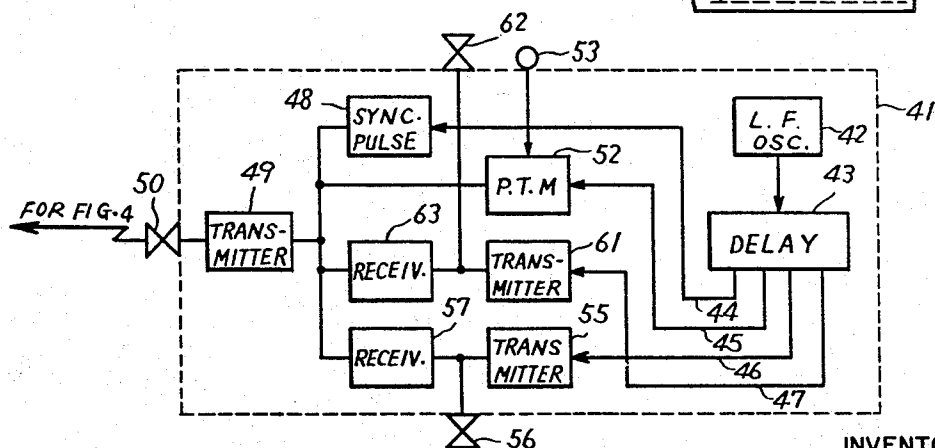 62
53
48
SYNC.
PULSE
L. F.
OSC.
41
42
52
P.T.M
49
50
FOR FIG.4
TRANS-
MITTER
43
DELAY
63
RECEIV.
61
TRANS-
MITTER
44
57
RECEIV.
55
TRANS
MITTER
45
46
47
56